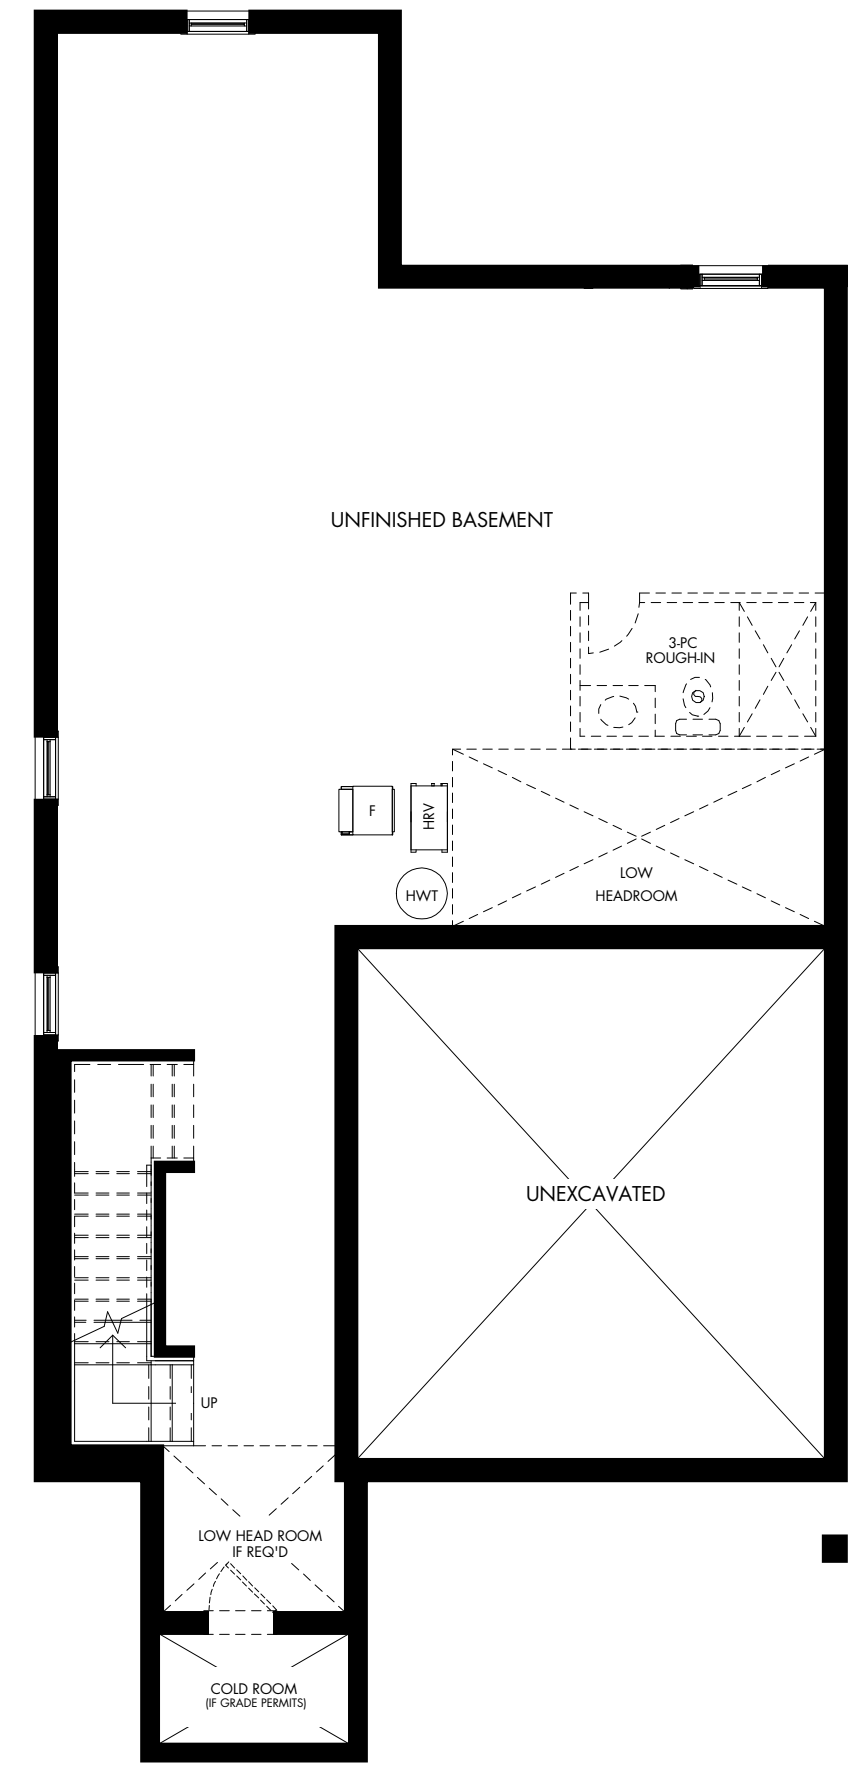 UNFINISHED BASEMENT
3-PC
ROUGH-IN
F
HRV
HWT
LOW
HEADROOM
UNEXCAVATED
UP
LOW HEAD ROOM
IF REQ'D
COLD ROOM
(IF GRADE PERMITS)